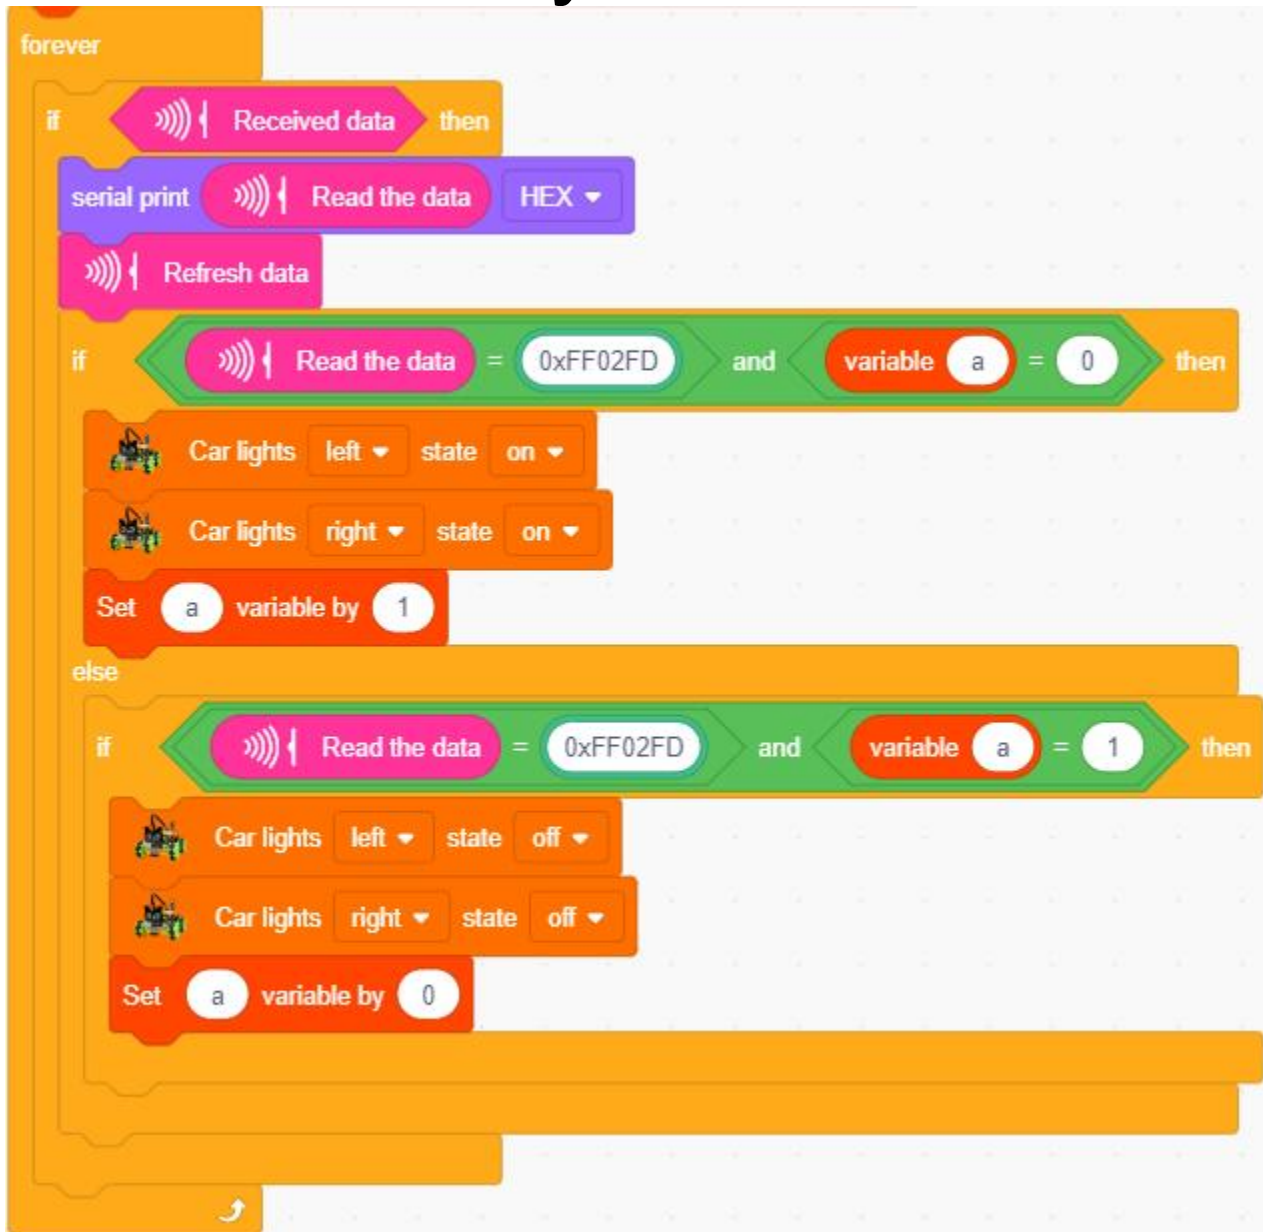 forever
if Received data then
serial print Read the data HEX
Refresh data
if Read the data = 0xFF02FD and variable a = 0 then
Car lights left state on
Car lights right state on
Set a variable by 1
else
if Read the data = 0xFF02FD and variable a = 1 then
Car lights left state off
Car lights right state off
Set a variable by 0